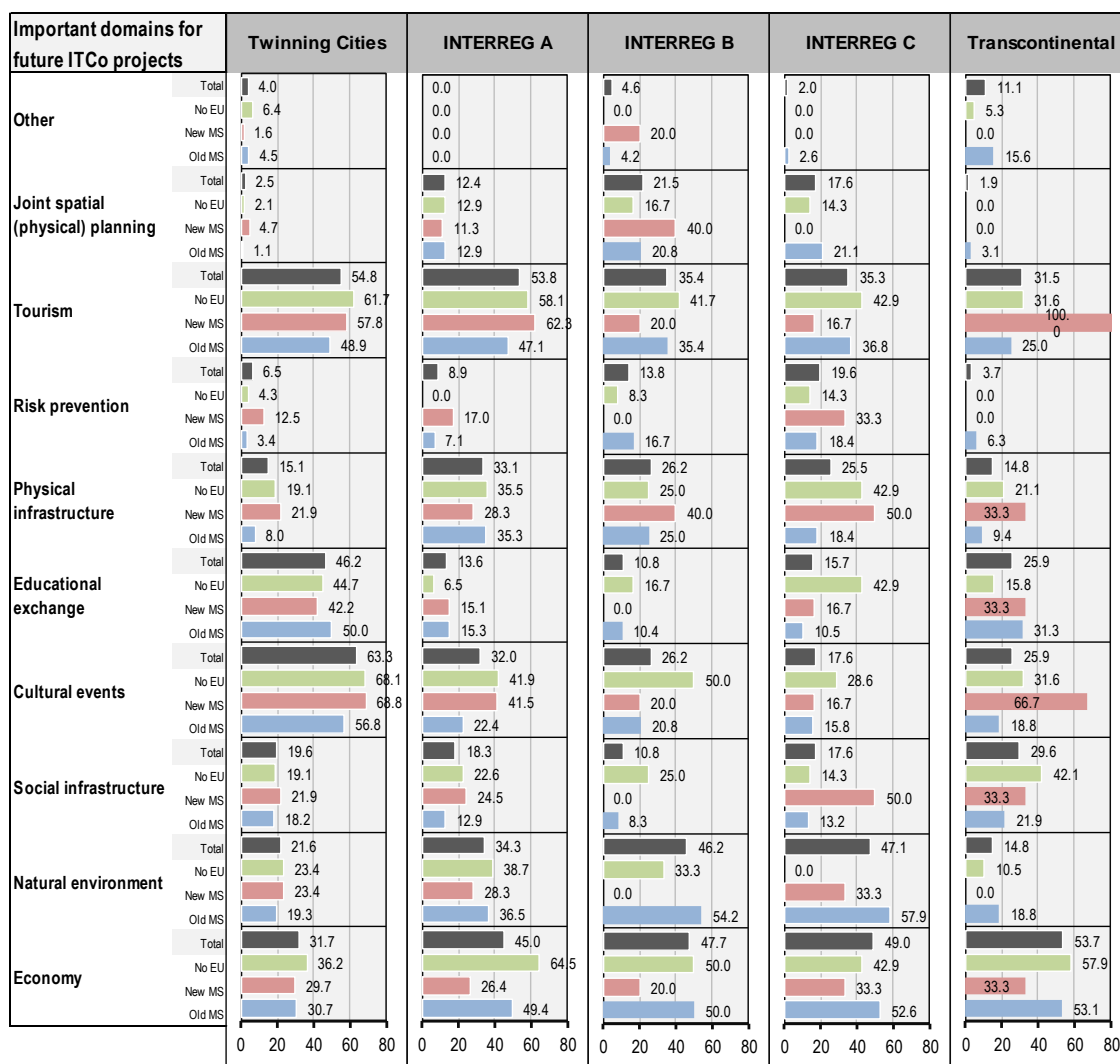 Important domains for future ITCo projects Twinning Cities INTERREG A INTERREG B INTERREG C Transcontinental
Other
Total 4.0 0.0 4.6 2.0 11.1
No EU 6.4 0.0 0.0 0.0 5.3
New MS 1.6 0.0 20.0 0.0 0.0
Old MS 4.5 0.0 4.2 2.6 15.6
Joint spatial (physical) planning
Total 2.5 12.4 21.5 17.6 1.9
No EU 2.1 12.9 16.7 14.3 0.0
New MS 4.7 11.3 40.0 0.0 0.0
Old MS 1.1 12.9 20.8 21.1 3.1
Tourism
Total 54.8 53.8 35.4 35.3 31.5
No EU 61.7 58.1 41.7 42.9 31.6
New MS 57.8 62.3 20.0 16.7 100.0
Old MS 48.9 47.1 35.4 36.8 25.0
Risk prevention
Total 6.5 8.9 13.8 19.6 3.7
No EU 4.3 0.0 8.3 14.3 0.0
New MS 12.5 17.0 0.0 33.3 0.0
Old MS 3.4 7.1 16.7 18.4 6.3
Physical infrastructure
Total 15.1 33.1 26.2 25.5 14.8
No EU 19.1 35.5 25.0 42.9 21.1
New MS 21.9 28.3 40.0 50.0 33.3
Old MS 8.0 35.3 25.0 18.4 9.4
Educational exchange
Total 46.2 13.6 10.8 15.7 25.9
No EU 44.7 6.5 16.7 42.9 15.8
New MS 42.2 15.1 0.0 16.7 33.3
Old MS 50.0 15.3 10.4 10.5 31.3
Cultural events
Total 63.3 32.0 26.2 17.6 25.9
No EU 68.1 41.9 50.0 28.6 31.6
New MS 68.8 41.5 20.0 16.7 66.7
Old MS 56.8 22.4 20.8 15.8 18.8
Social infrastructure
Total 19.6 18.3 10.8 17.6 29.6
No EU 19.1 22.6 25.0 14.3 42.1
New MS 21.9 24.5 0.0 50.0 33.3
Old MS 18.2 12.9 8.3 13.2 21.9
Natural environment
Total 21.6 34.3 46.2 47.1 14.8
No EU 23.4 38.7 33.3 0.0 10.5
New MS 23.4 28.3 0.0 33.3 0.0
Old MS 19.3 36.5 54.2 57.9 18.8
Economy
Total 31.7 45.0 47.7 49.0 53.7
No EU 36.2 64.5 50.0 42.9 57.9
New MS 29.7 26.4 20.0 33.3 33.3
Old MS 30.7 49.4 50.0 52.6 53.1
0 20 40 60 80 0 20 40 60 80 0 20 40 60 80 0 20 40 60 80 0 20 40 60 80